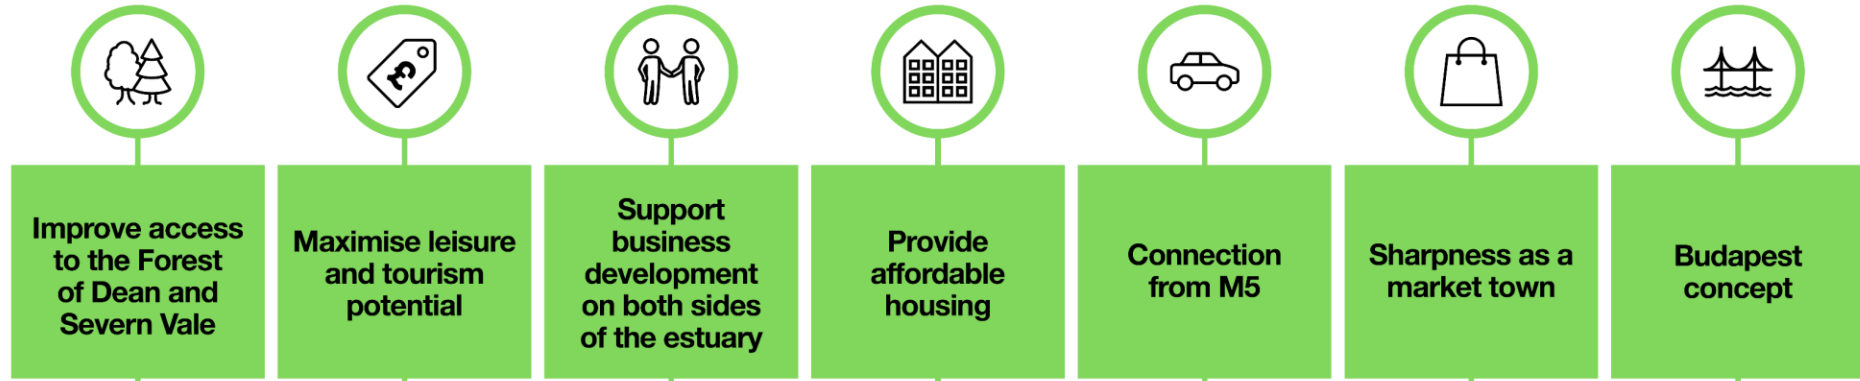 £
Improve access
to the Forest
of Dean and
Severn Vale
Maximise leisure
and tourism
potential
Support
business
development
on both sides
of the estuary
Provide
affordable
housing
Connection
from M5
Sharpness as a
market town
Budapest
concept